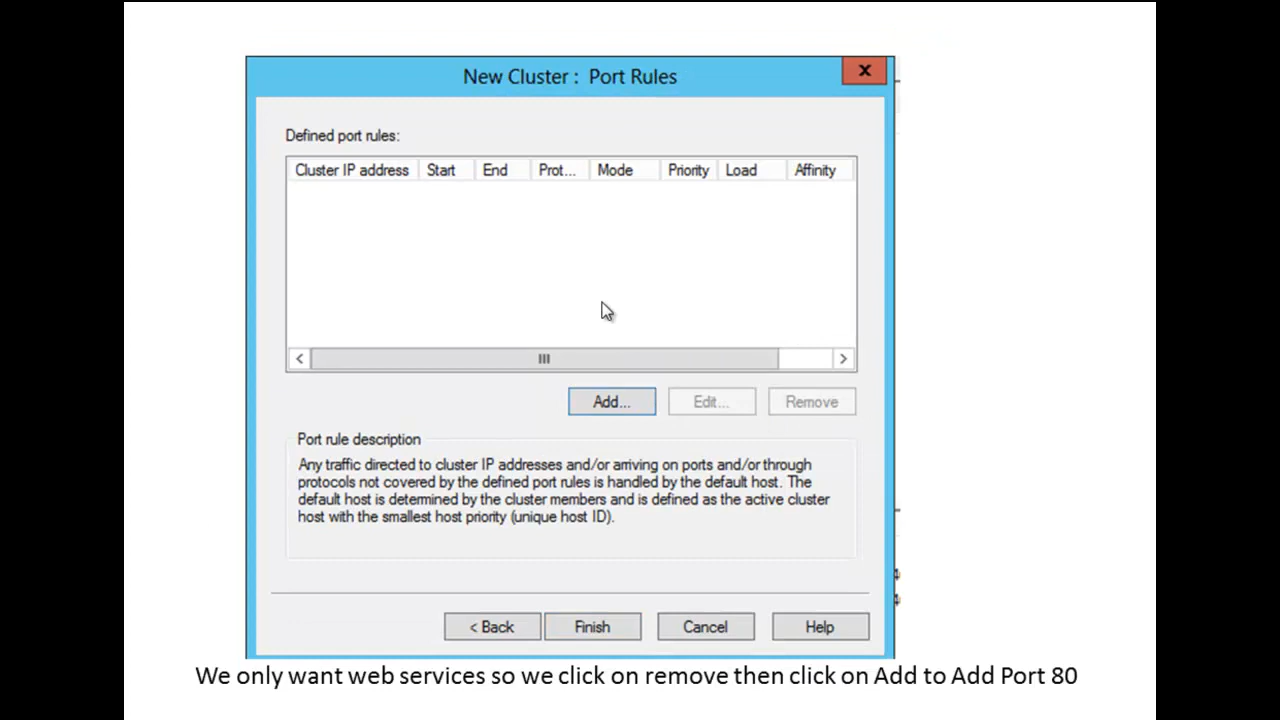 New Cluster : Port Rules
X
Defined port rules:
Cluster IP address Start End Prot... Mode Priority Load Affinity
Add... Edit... Remove
Port rule description
Any traffic directed to cluster IP addresses and/or arriving on ports and/or through
protocols not covered by the defined port rules is handled by the default host. The
default host is determined by the cluster members and is defined as the active cluster
host with the smallest host priority (unique host ID).
< Back Finish Cancel Help
We only want web services so we click on remove then click on Add to Add Port 80